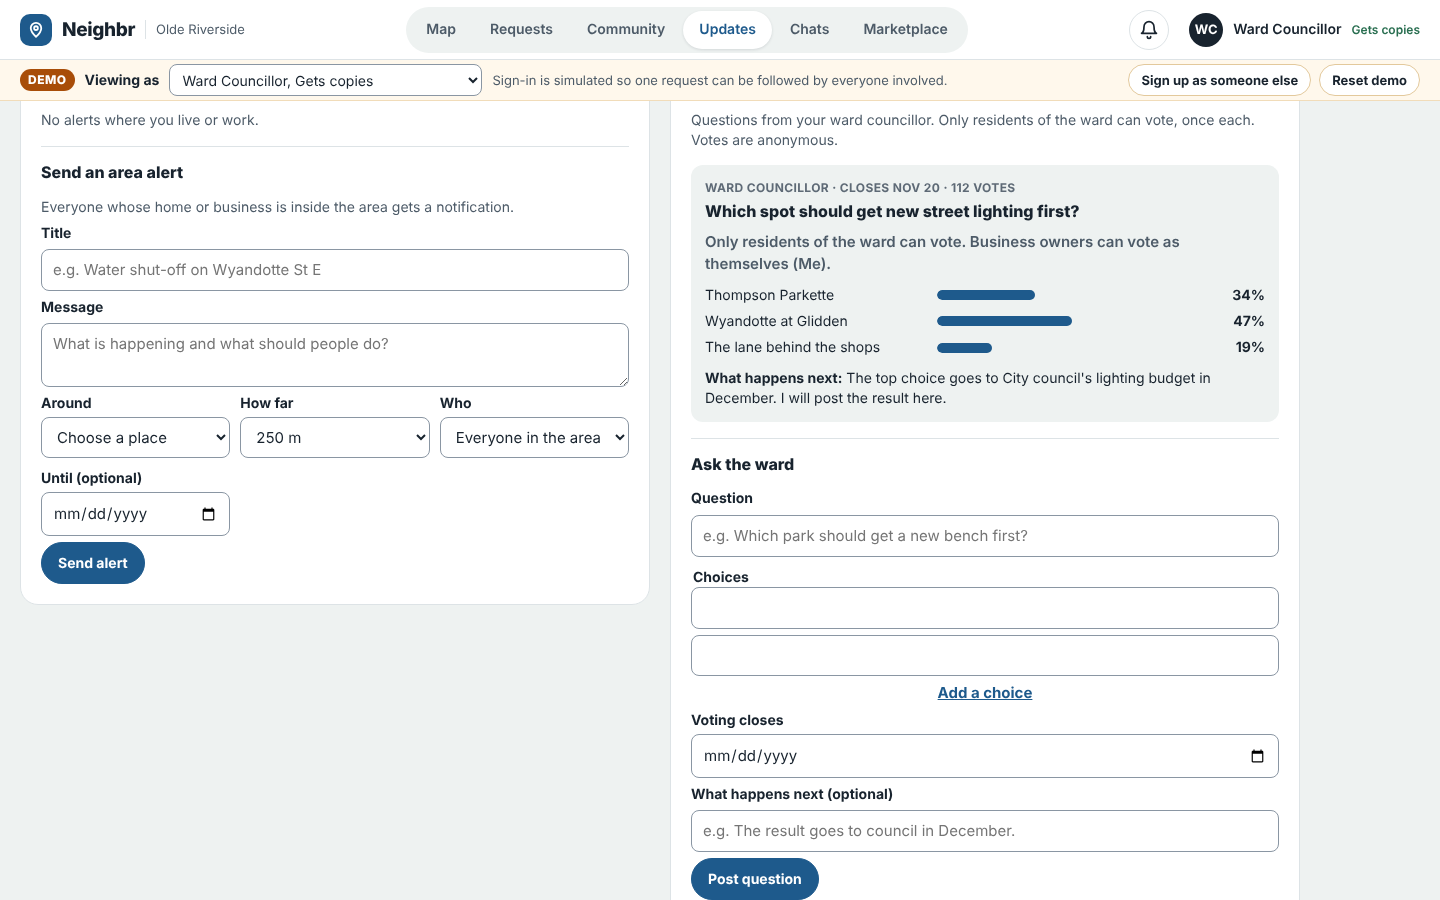 Neighbr
Olde Riverside
Map
Requests
Community
Updates
Chats
Marketplace
WC
Ward Councillor
Gets copies
DEMO
Viewing as
Ward Councillor, Gets copies
Sign-in is simulated so one request can be followed by everyone involved.
Sign up as someone else
Reset demo
No alerts where you live or work.
Send an area alert
Everyone whose home or business is inside the area gets a notification.
Title
e.g. Water shut-off on Wyandotte St E
Message
What is happening and what should people do?
Around
How far
Who
Choose a place
250 m
Everyone in the area
Until (optional)
mm/dd/yyyy
Send alert
Questions from your ward councillor. Only residents of the ward can vote, once each.
Votes are anonymous.
WARD COUNCILLOR · CLOSES NOV 20 · 112 VOTES
Which spot should get new street lighting first?
Only residents of the ward can vote. Business owners can vote as
themselves (Me).
Thompson Parkette 34%
Wyandotte at Glidden 47%
The lane behind the shops 19%
What happens next: The top choice goes to City council's lighting budget in
December. I will post the result here.
Ask the ward
Question
e.g. Which park should get a new bench first?
Choices
Add a choice
Voting closes
mm/dd/yyyy
What happens next (optional)
e.g. The result goes to council in December.
Post question